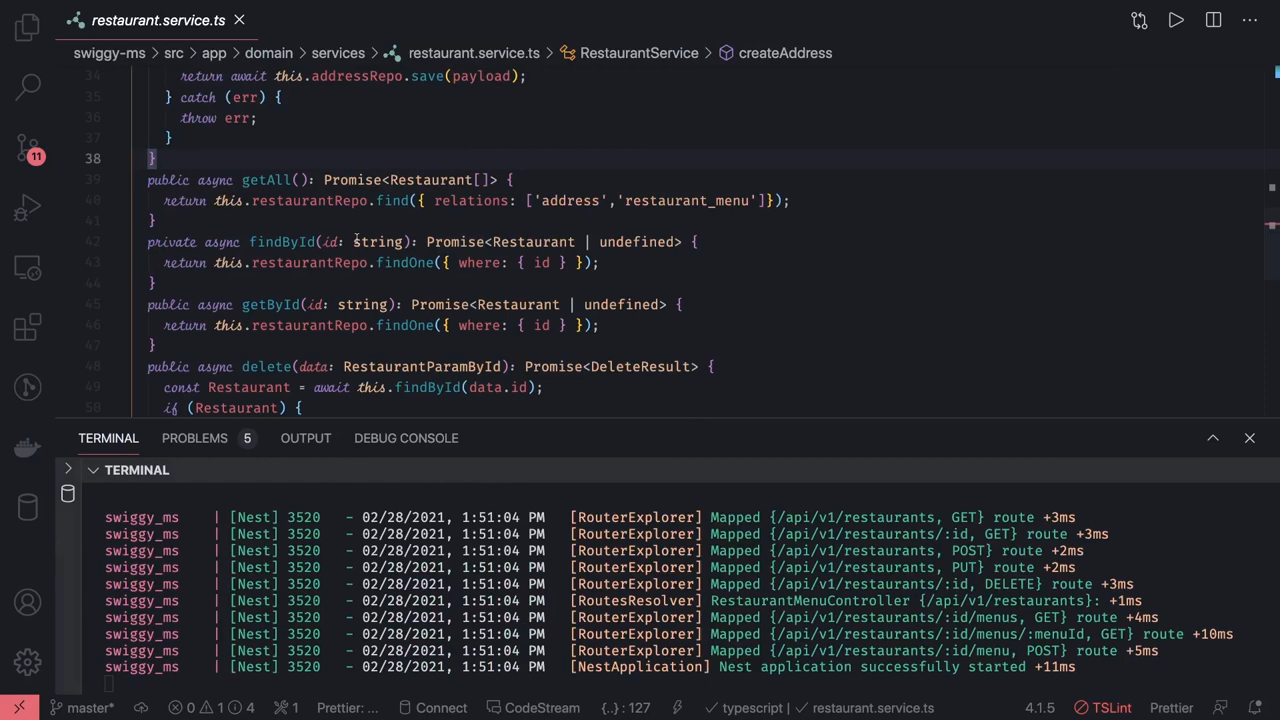 restaurant.service.ts
swiggy-ms > src > app > domain > services > restaurant.service.ts > RestaurantService > createAddress
34 return await this.addressRepo.save(payload);
35 } catch (err) {
36 throw err;
37 }
38 }
39 public async getAll(): Promise<Restaurant[]> {
40 return this.restaurantRepo.find({ relations: ['address','restaurant_menu']});
41 }
42 private async findById(id: string): Promise<Restaurant | undefined> {
43 return this.restaurantRepo.findOne({ where: { id } });
44 }
45 public async getById(id: string): Promise<Restaurant | undefined> {
46 return this.restaurantRepo.findOne({ where: { id } });
47 }
48 public async delete(data: RestaurantParamById): Promise<DeleteResult> {
49 const Restaurant = await this.findById(data.id);
50 if (Restaurant) {
11
TERMINAL PROBLEMS 5 OUTPUT DEBUG CONSOLE
TERMINAL
swiggy_ms | [Nest] 3520 - 02/28/2021, 1:51:04 PM [RouterExplorer] Mapped {/api/v1/restaurants, GET} route +3ms
swiggy_ms | [Nest] 3520 - 02/28/2021, 1:51:04 PM [RouterExplorer] Mapped {/api/v1/restaurants/:id, GET} route +3ms
swiggy_ms | [Nest] 3520 - 02/28/2021, 1:51:04 PM [RouterExplorer] Mapped {/api/v1/restaurants, POST} route +2ms
swiggy_ms | [Nest] 3520 - 02/28/2021, 1:51:04 PM [RouterExplorer] Mapped {/api/v1/restaurants, PUT} route +2ms
swiggy_ms | [Nest] 3520 - 02/28/2021, 1:51:04 PM [RouterExplorer] Mapped {/api/v1/restaurants/:id, DELETE} route +3ms
swiggy_ms | [Nest] 3520 - 02/28/2021, 1:51:04 PM [RoutesResolver] RestaurantMenuController {/api/v1/restaurants}: +1ms
swiggy_ms | [Nest] 3520 - 02/28/2021, 1:51:04 PM [RouterExplorer] Mapped {/api/v1/restaurants/:id/menus, GET} route +4ms
swiggy_ms | [Nest] 3520 - 02/28/2021, 1:51:04 PM [RouterExplorer] Mapped {/api/v1/restaurants/:id/menus/:menuId, GET} route +10ms
swiggy_ms | [Nest] 3520 - 02/28/2021, 1:51:04 PM [RouterExplorer] Mapped {/api/v1/restaurants/:id/menu, POST} route +5ms
swiggy_ms | [Nest] 3520 - 02/28/2021, 1:51:04 PM [NestApplication] Nest application successfully started +11ms
master* 0 1 4 1 Prettier: ... Connect CodeStream {..} : 127 typescript | restaurant.service.ts 4.1.5 TSLint Prettier